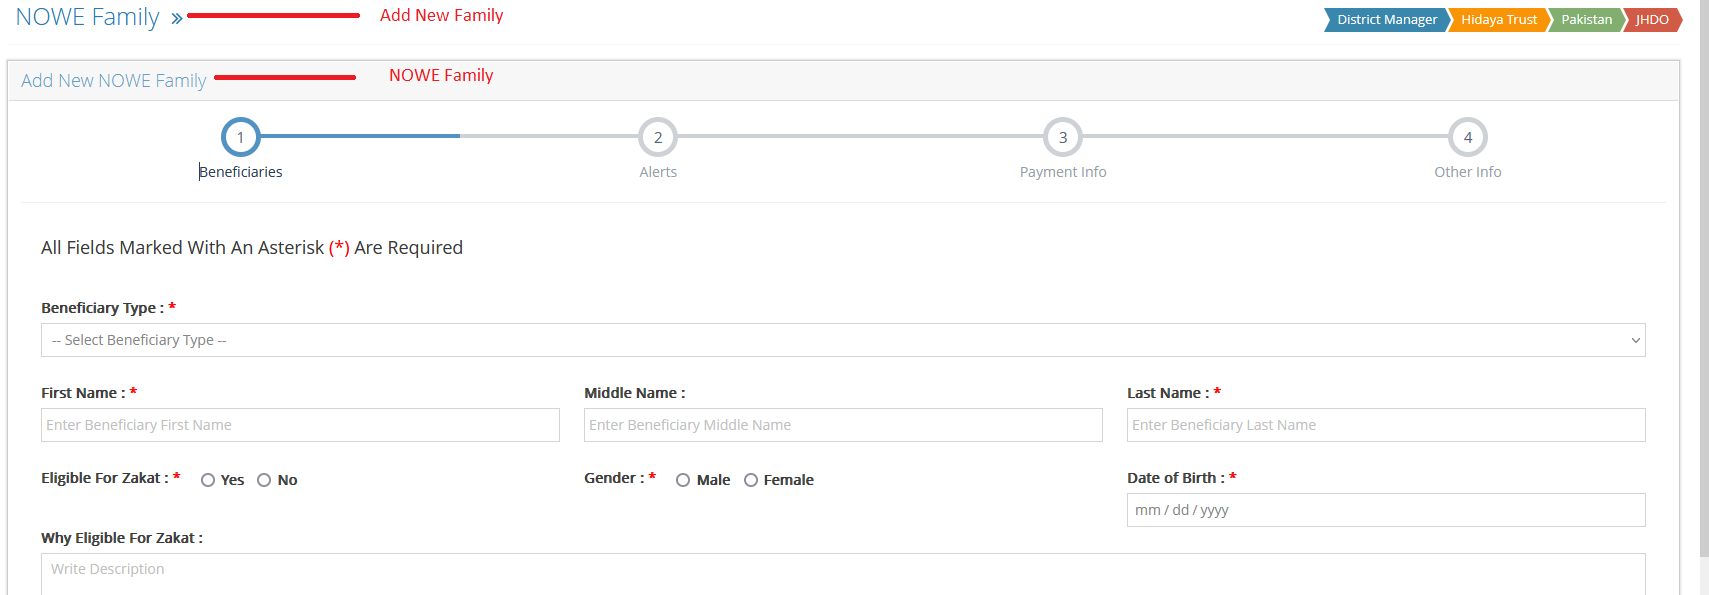 NOWE Family » Add New Family District Manager Hidaya Trust Pakistan JHDO
Add New NOWE Family NOWE Family
1 2 3 4
Beneficiaries Alerts Payment Info Other Info
All Fields Marked With An Asterisk (*) Are Required
Beneficiary Type : *
-- Select Beneficiary Type --
First Name : * Middle Name : Last Name : *
Enter Beneficiary First Name Enter Beneficiary Middle Name Enter Beneficiary Last Name
Eligible For Zakat : * Yes No Gender : * Male Female Date of Birth : *
mm / dd / yyyy
Why Eligible For Zakat :
Write Description